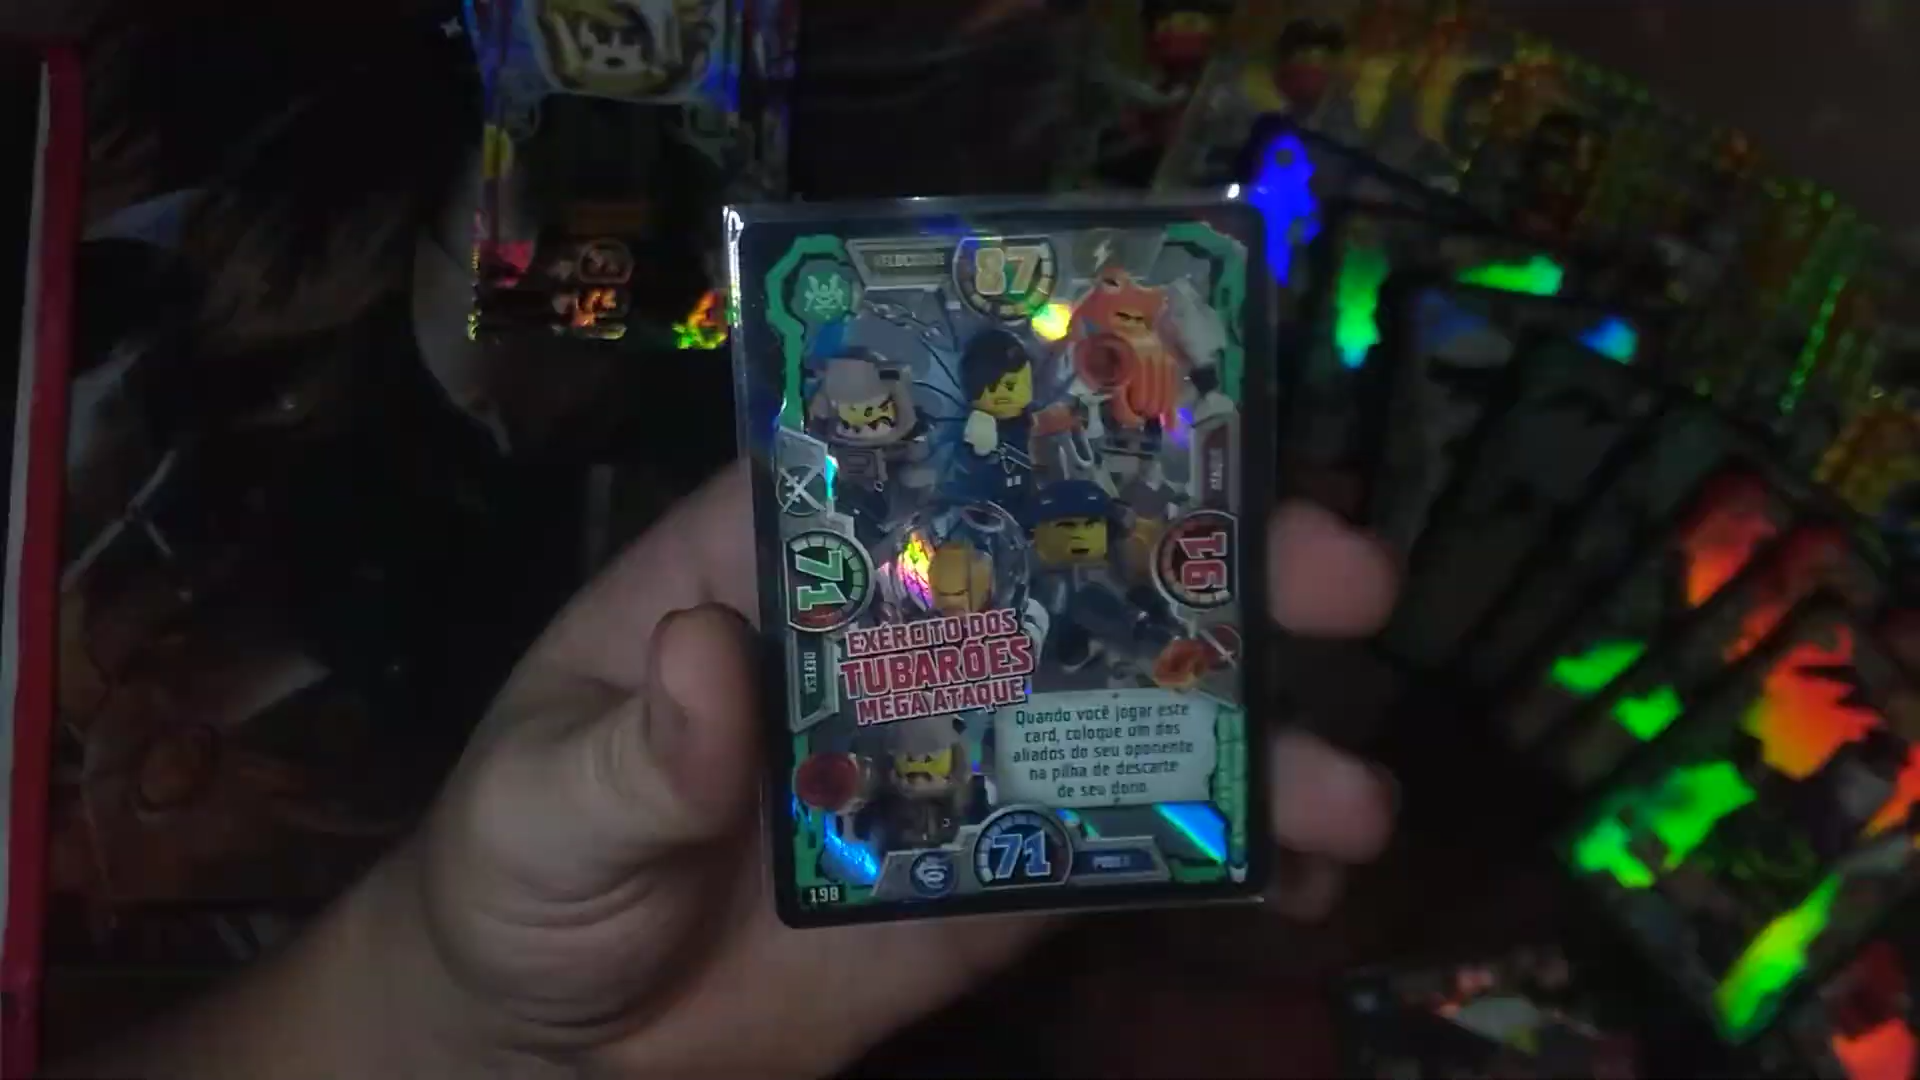 VELOCIDADE
87
ATAQUE
91
71
DEFESA
EXÉRCITO DOS
TUBARÕES
MEGA ATAQUE
Quando você jogar este
card, coloque um dos
aliados do seu oponente
na pilha de descarte
de seu dono.
71
PODER
198